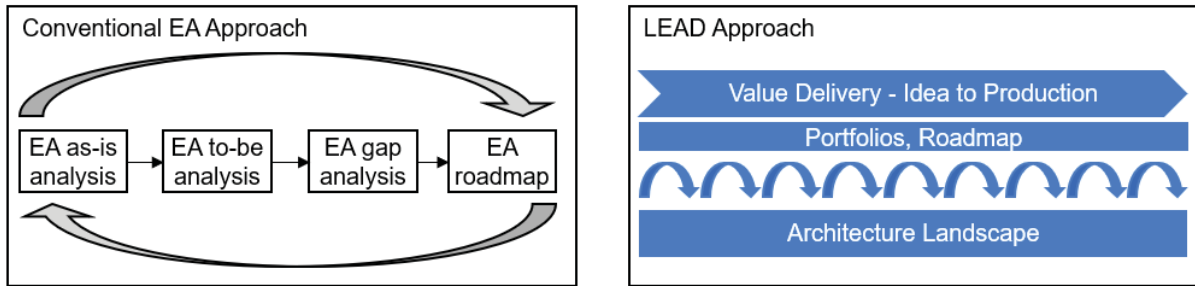 Conventional EA Approach
EA as-is
analysis
EA to-be
analysis
EA gap
analysis
EA
roadmap
LEAD Approach
Value Delivery - Idea to Production
Portfolios, Roadmap
Architecture Landscape